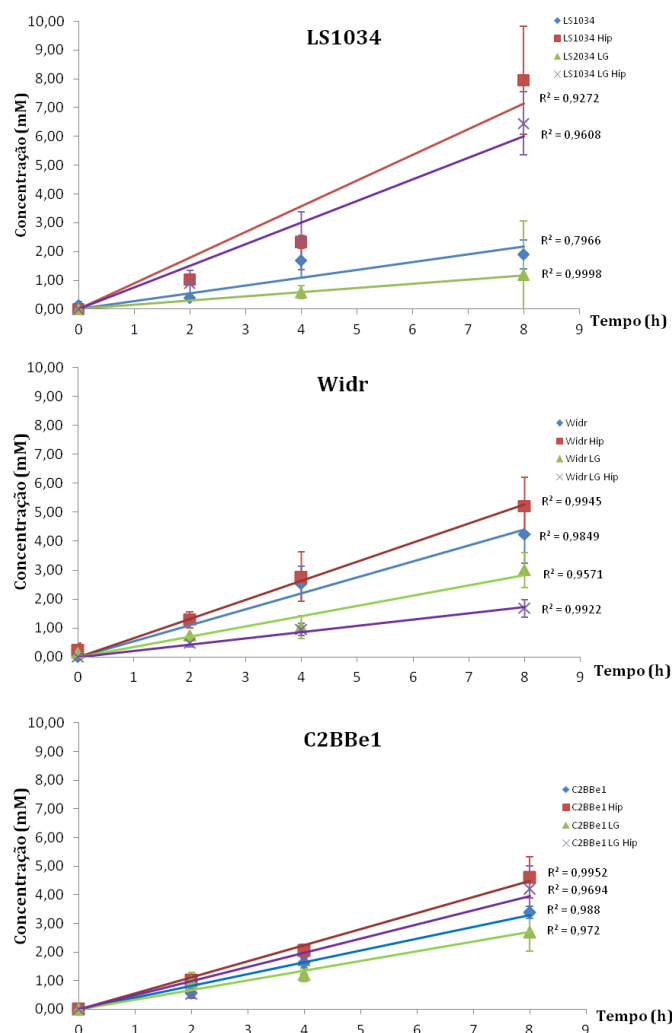 LS1034
LS1034
LS1034 Hip
LS2034 LG
LS1034 LG Hip
Concentração (mM)
10,00
9,00
8,00
7,00
6,00
5,00
4,00
3,00
2,00
1,00
0,00
R² = 0,9272
R² = 0,9608
R² = 0,7966
R² = 0,9998
0 1 2 3 4 5 6 7 8 9
Tempo (h)
Widr
Widr
Widr Hip
Widr LG
Widr LG Hip
Concentração (mM)
10,00
9,00
8,00
7,00
6,00
5,00
4,00
3,00
2,00
1,00
0,00
R² = 0,9945
R² = 0,9849
R² = 0,9571
R² = 0,9922
0 1 2 3 4 5 6 7 8 9
Tempo (h)
C2BBe1
C2BBe1
C2BBe1 Hip
C2BBe1 LG
C2BBe1 LG Hip
Concentração (mM)
10,00
9,00
8,00
7,00
6,00
5,00
4,00
3,00
2,00
1,00
0,00
R² = 0,9952
R² = 0,9694
R² = 0,988
R² = 0,972
0 1 2 3 4 5 6 7 8 9
Tempo (h)